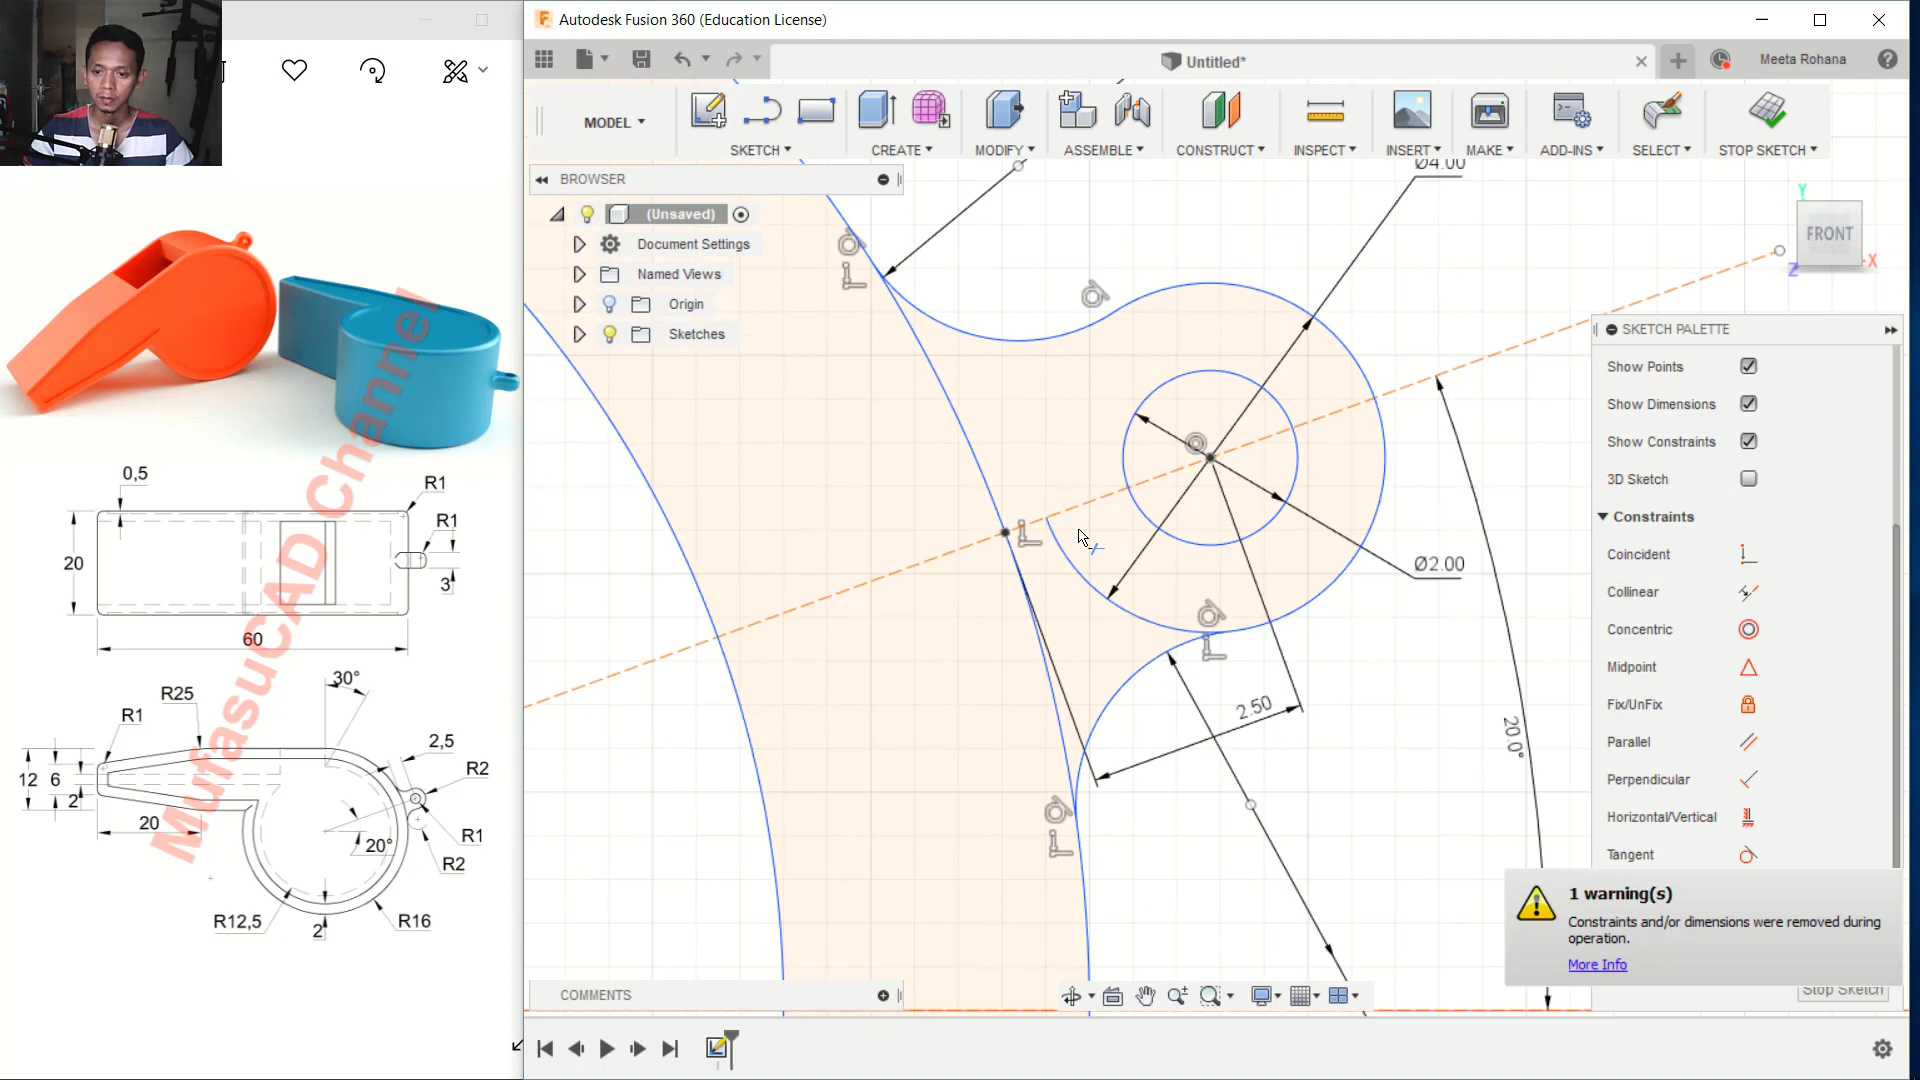 Autodesk Fusion 360 (Education License)
Untitled*
Meeta Rohana
MODEL
SKETCH
CREATE
MODIFY
ASSEMBLE
CONSTRUCT
INSPECT
INSERT
MAKE
ADD-INS
SELECT
STOP SKETCH
BROWSER
(Unsaved)
Document Settings
Named Views
Origin
Sketches
Ø4.00
Ø2.00
2.50
20.0°
Y
FRONT
X
Z
SKETCH PALETTE
Show Points
Show Dimensions
Show Constraints
3D Sketch
Constraints
Coincident
Collinear
Concentric
Midpoint
Fix/UnFix
Parallel
Perpendicular
Horizontal/Vertical
Tangent
1 warning(s)
Constraints and/or dimensions were removed during
operation.
More Info
Stop Sketch
COMMENTS
MufasuCAD Channel
0,5
R1
R1
20
3
60
30°
R25
R1
2,5
R2
12
6
2
20
R1
20°
R2
R12,5
2
R16